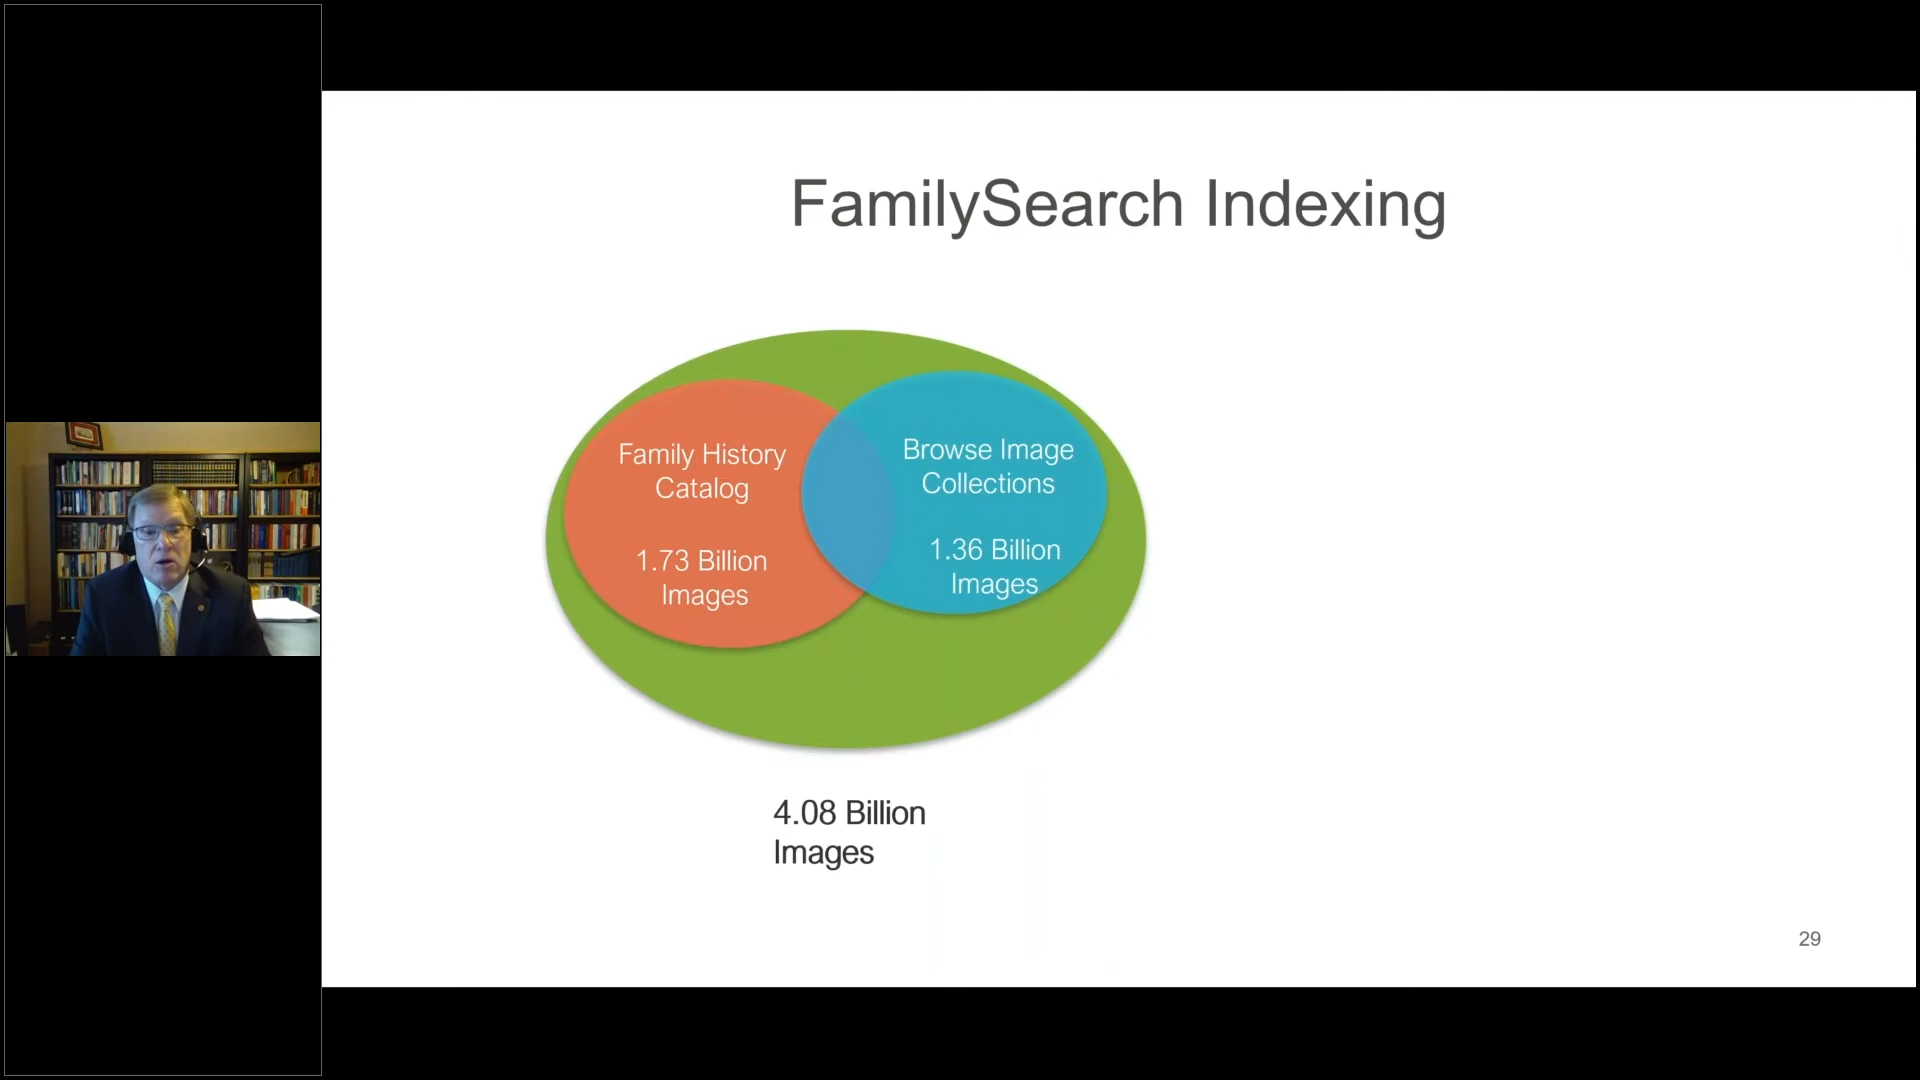 FamilySearch Indexing
Family History
Catalog
1.73 Billion
Images
Browse Image
Collections
1.36 Billion
Images
4.08 Billion
Images
29